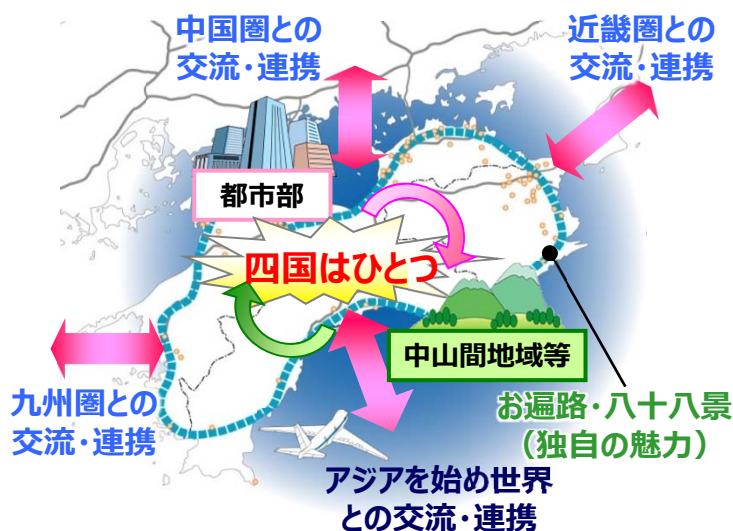 中国圏との
交流・連携
近畿圏との
交流・連携
都市部
四国はひとつ
中山間地域等
九州圏との
交流・連携
お遍路・八十八景
（独自の魅力）
アジアを始め世界
との交流・連携